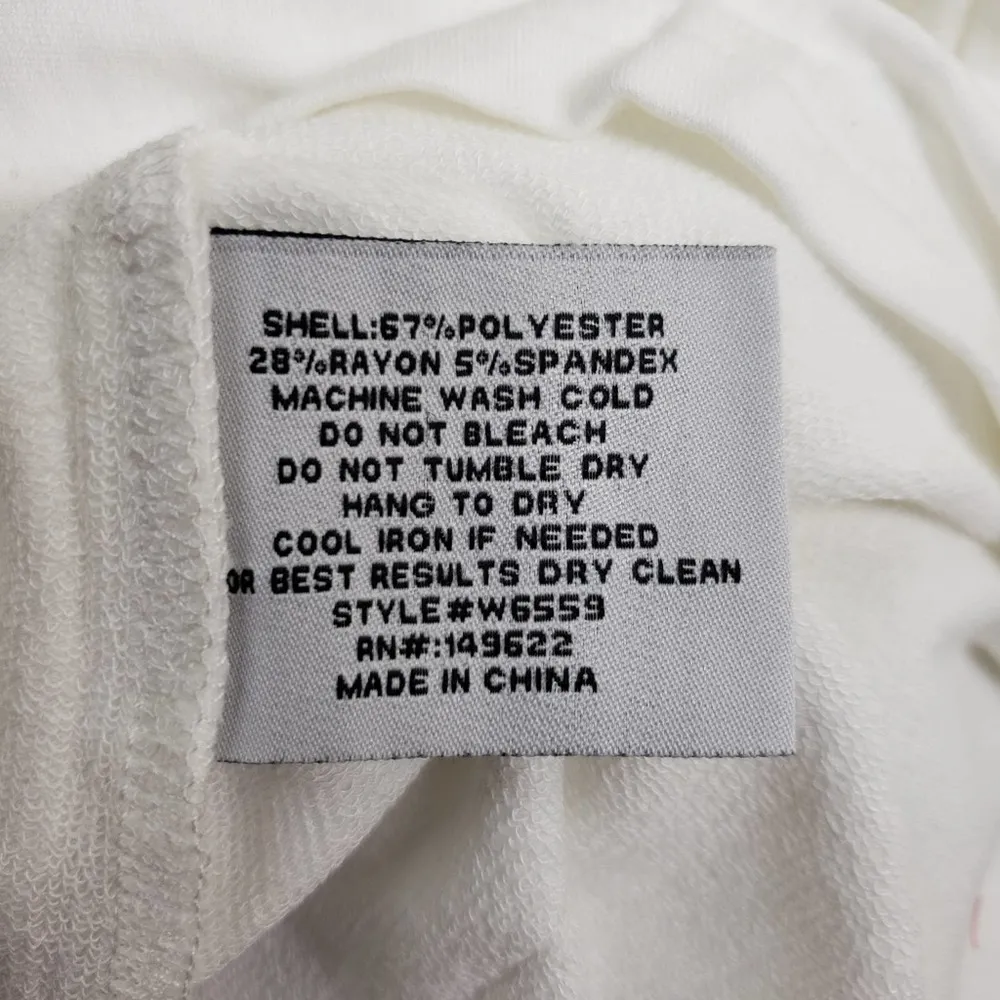 SHELL:67%POLYESTER
28%RAYON 5%SPANDEX
MACHINE WASH COLD
DO NOT BLEACH
DO NOT TUMBLE DRY
HANG TO DRY
COOL IRON IF NEEDED
OR BEST RESULTS DRY CLEAN
STYLE#W6559
RN#:149622
MADE IN CHINA